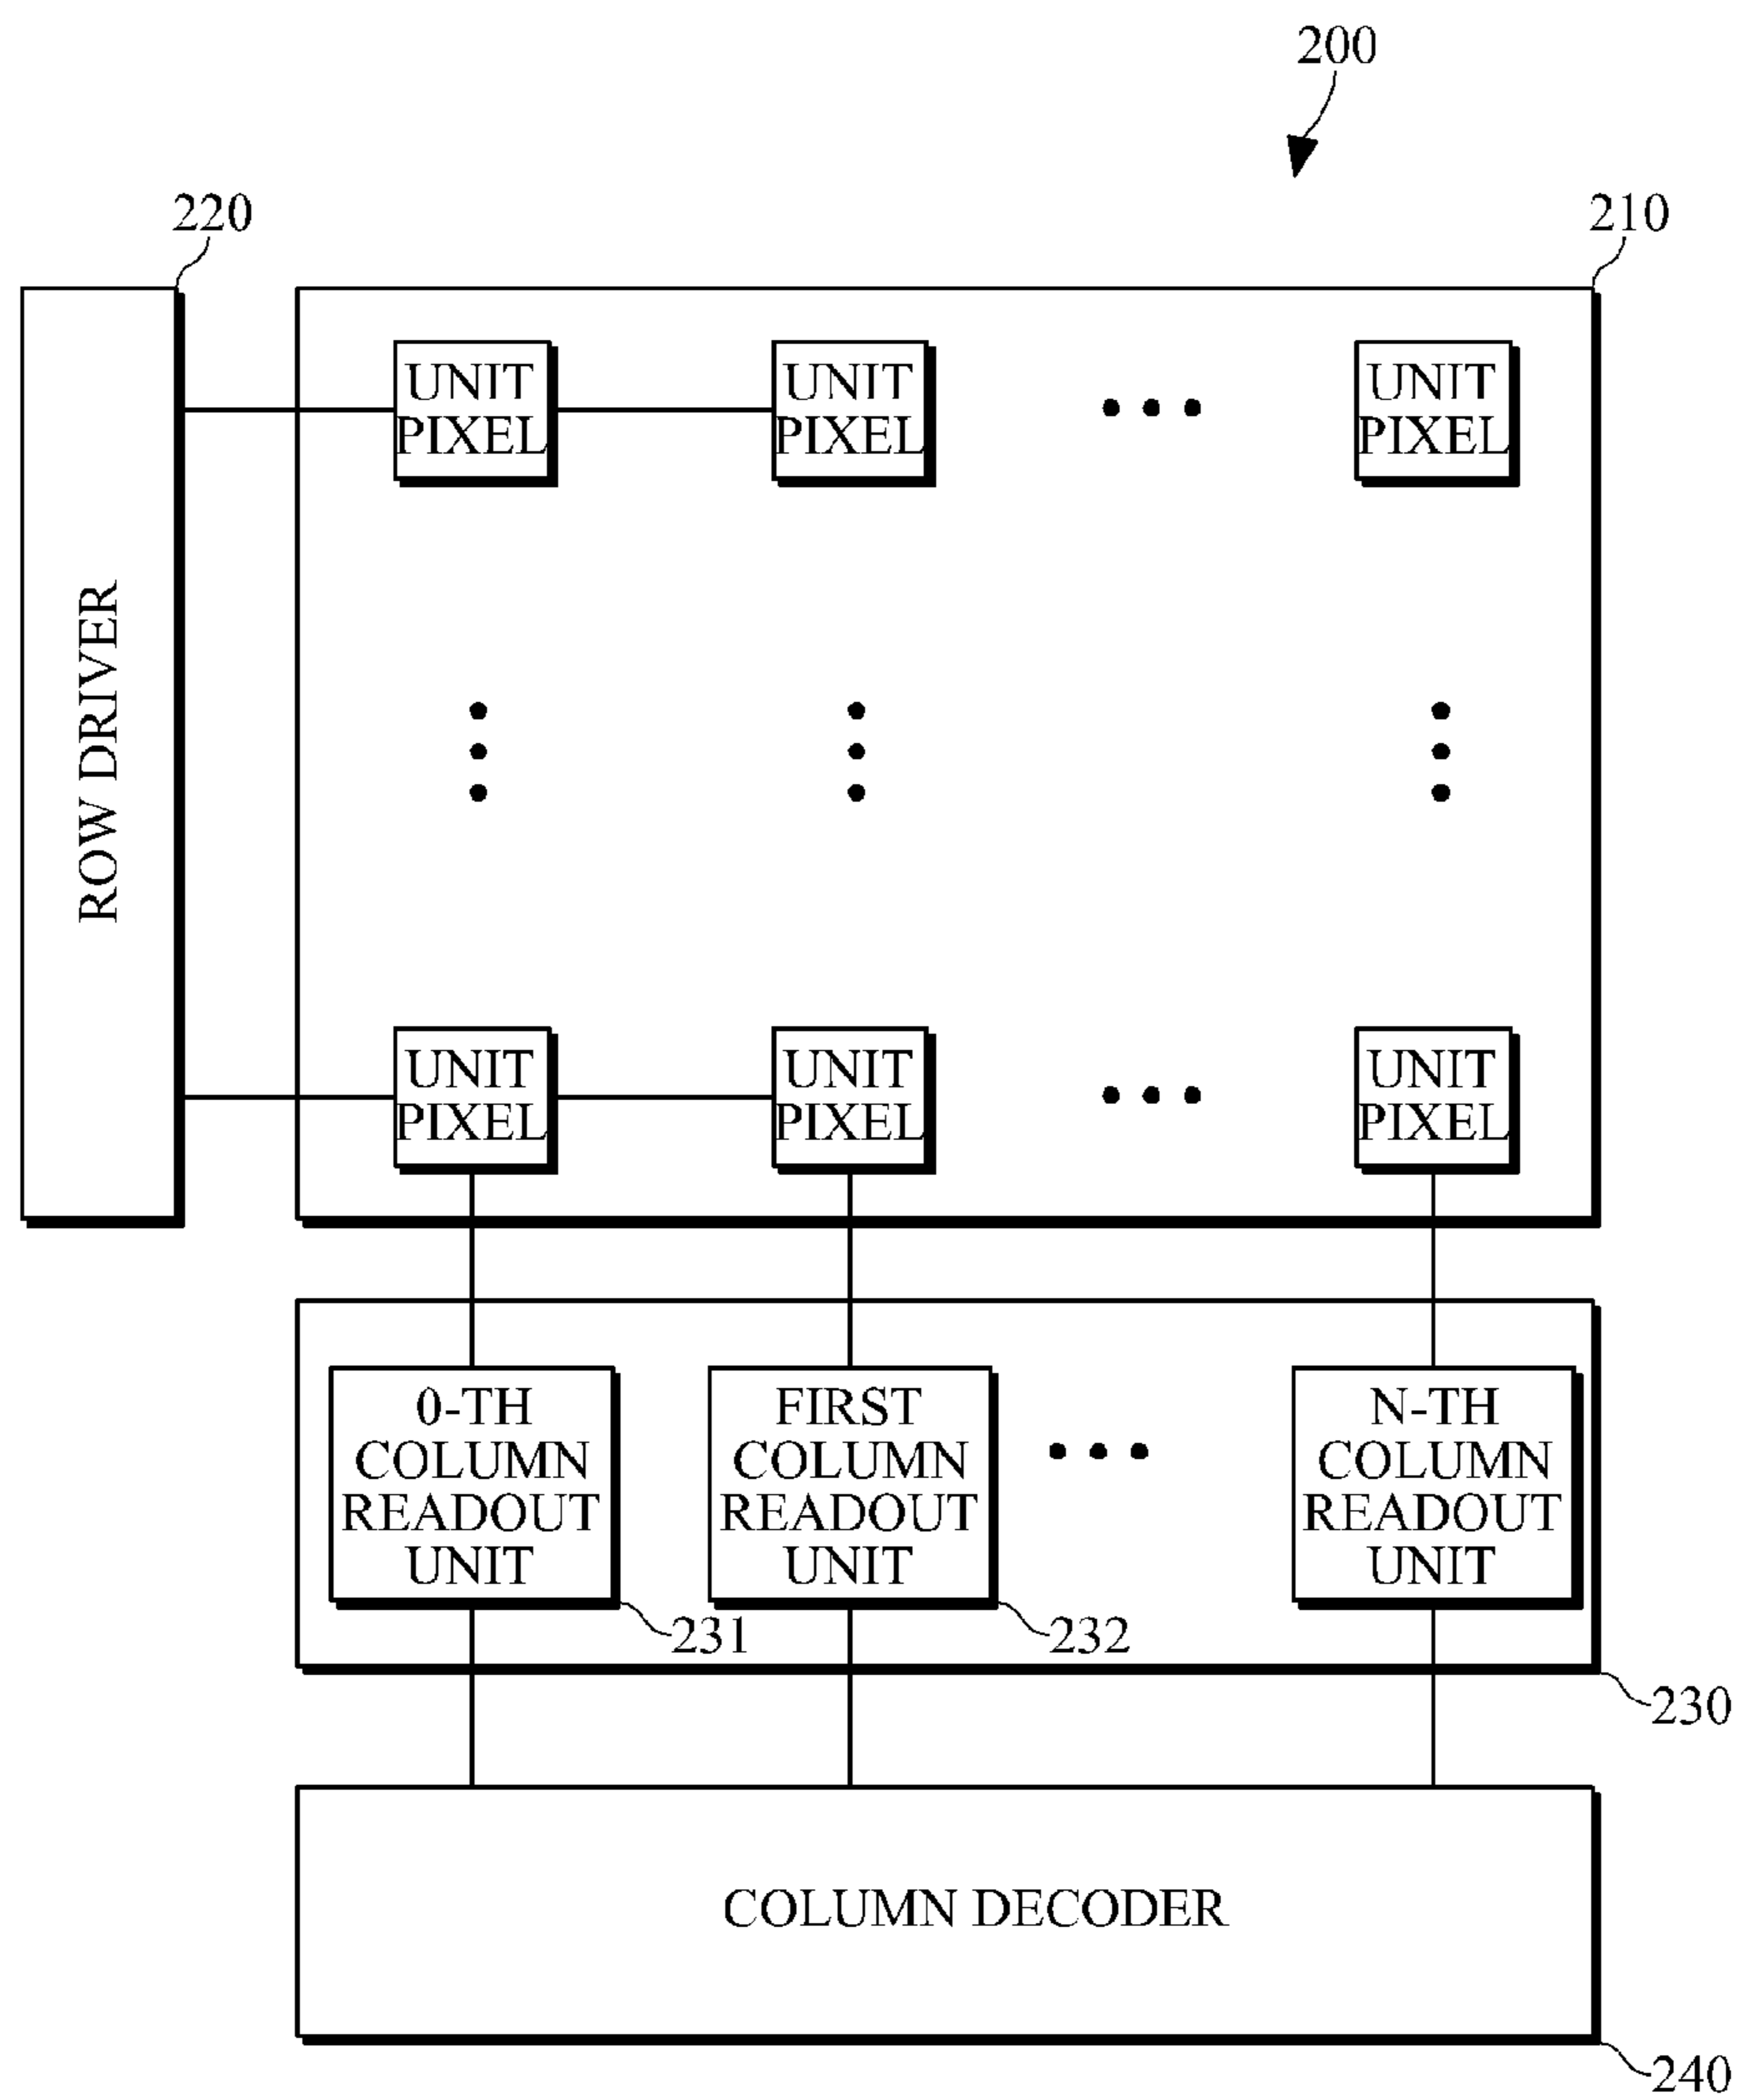 200
220
210
UNIT
PIXEL
UNIT
PIXEL
UNIT
PIXEL
ROW DRIVER
UNIT
PIXEL
UNIT
PIXEL
UNIT
PIXEL
0-TH
COLUMN
READOUT
UNIT
FIRST
COLUMN
READOUT
UNIT
N-TH
COLUMN
READOUT
UNIT
231
232
230
COLUMN DECODER
240